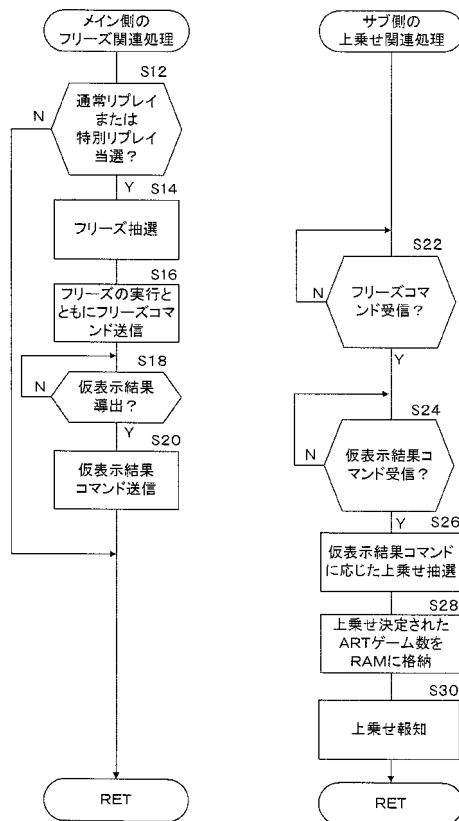 メイン側の
フリーズ関連処理
S12
通常リプレイ
または
特別リプレイ
当選？
N
Y
S14
フリーズ抽選
S16
フリーズの実行と
ともにフリーズコマ
ンド送信
S18
仮表示結果
導出？
N
Y
S20
仮表示結果
コマンド送信
RET
サブ側の
上乗せ関連処理
S22
フリーズコマ
ンド受信？
N
Y
S24
仮表示結果コ
マンド受信？
N
Y
S26
仮表示結果コマンド
に応じた上乗せ抽選
S28
上乗せ決定された
ARTゲーム数を
RAMに格納
S30
上乗せ報知
RET